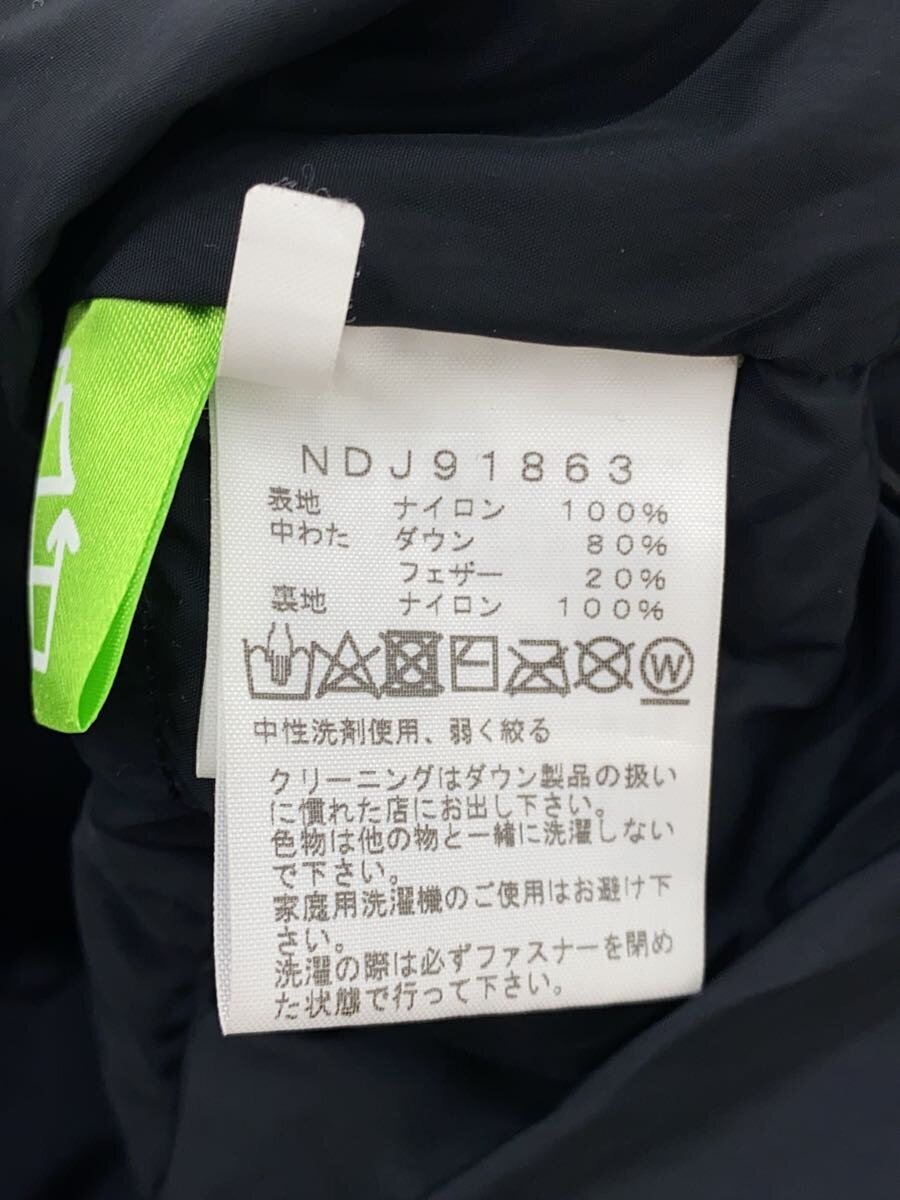 NDJ91863
表地 ナイロン 100%
中わた ダウン 80%
フェザー 20%
裏地 ナイロン 100%
W
中性洗剤使用、弱く絞る
クリーニングはダウン製品の扱い
に慣れた店にお出し下さい。
色物は他の物と一緒に洗濯しない
で下さい。
家庭用洗濯機のご使用はお避け下
さい。
洗濯の際は必ずファスナーを閉め
た状態で行って下さい。